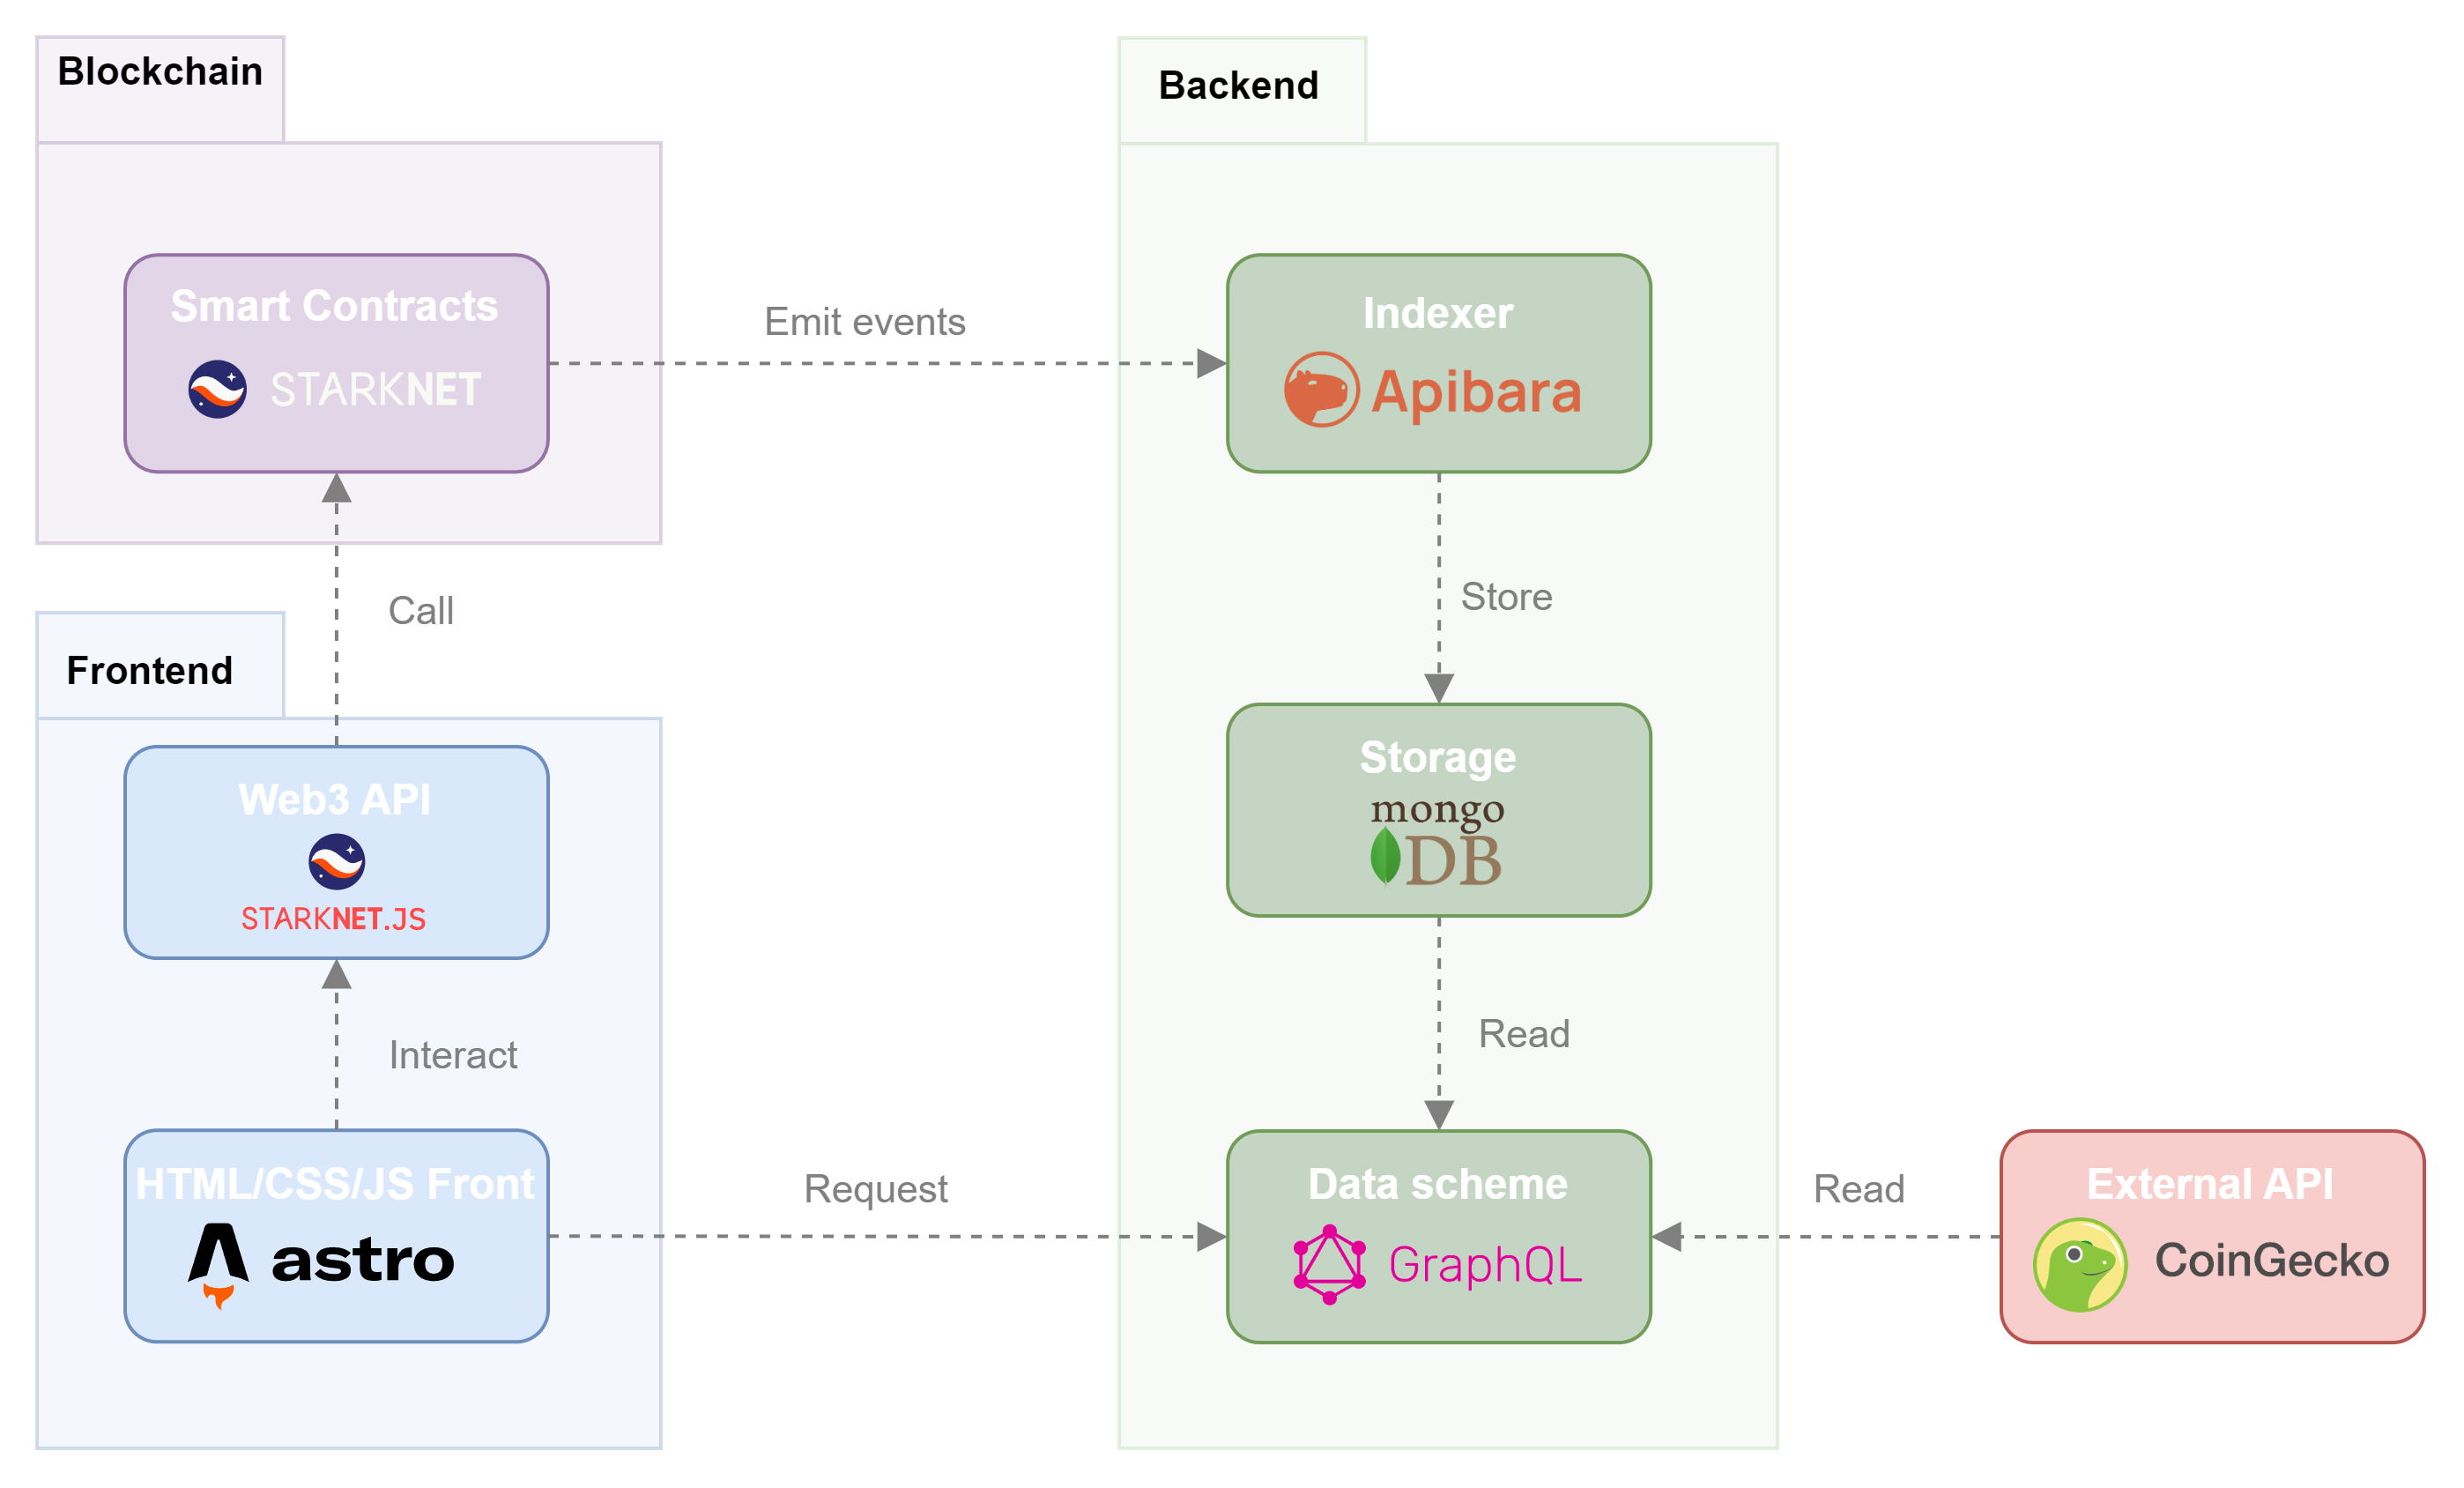 Blockchain
Smart Contracts
STARKNET
Emit events
Call
Frontend
Web3 API
STARKNET.JS
Interact
HTML/CSS/JS Front
astro
Request
Backend
Indexer
Apibara
Store
Storage
mongo
DB
Read
Data scheme
GraphQL
Read
External API
CoinGecko